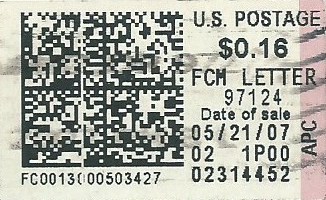 U.S. POSTAGE
$0.16
FCM LETTER
97124
Date of sale
05/21/07
02 1P00
02314452
FC0013000503427
APC